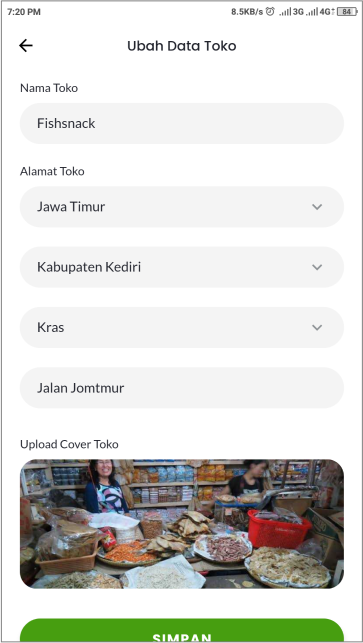 7:20 PM 8.5KB/s 3G 4G 84
Ubah Data Toko
Nama Toko
Fishsnack
Alamat Toko
Jawa Timur
Kabupaten Kediri
Kras
Jalan Jomtmur
Upload Cover Toko
SIMPAN